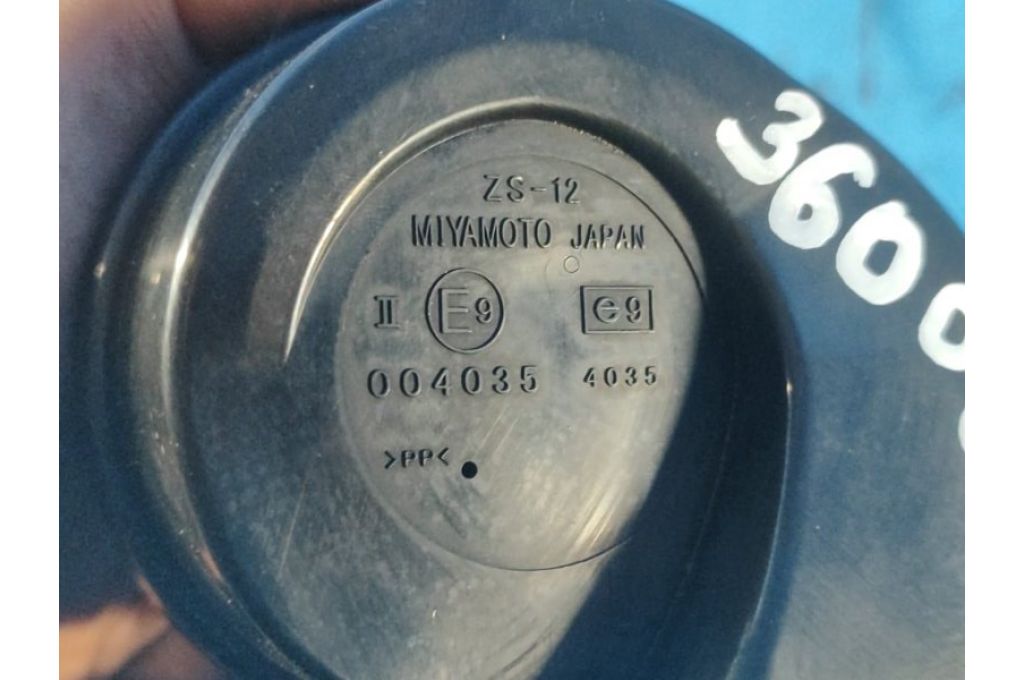 ZS-12
MIYAMOTO JAPAN
II E9 e9
004035 4035
>PP<
3600